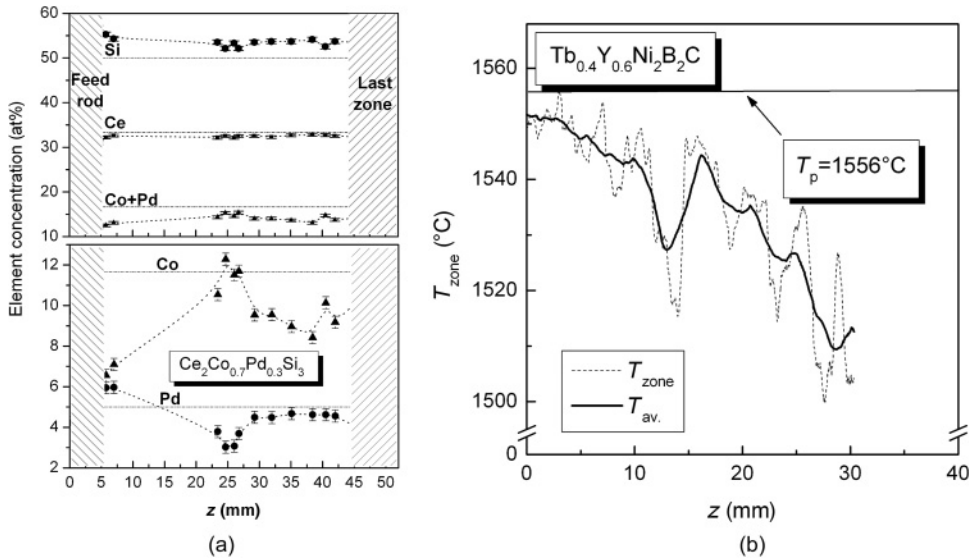 Element concentration (at%)
60
50
40
30
20
10
Si
Feed
rod
Last
zone
Ce
Co+Pd
12
10
8
6
4
2
Co
Ce2Co0.7Pd0.3Si3
Pd
0 5 10 15 20 25 30 35 40 45 50
z (mm)
(a)
Tzone (°C)
1560
1540
1520
1500
0
Tb0.4Y0.6Ni2B2C
Tp=1556°C
Tzone
Tav.
0 10 20 30 40
z (mm)
(b)